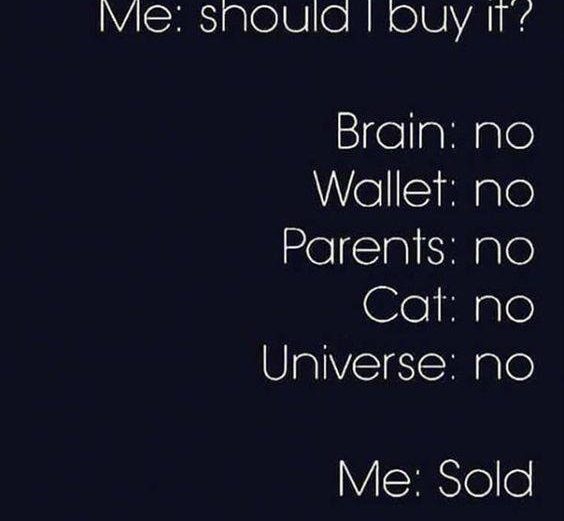 Me: should I buy it?
Brain: no
Wallet: no
Parents: no
Cat: no
Universe: no
Me: Sold